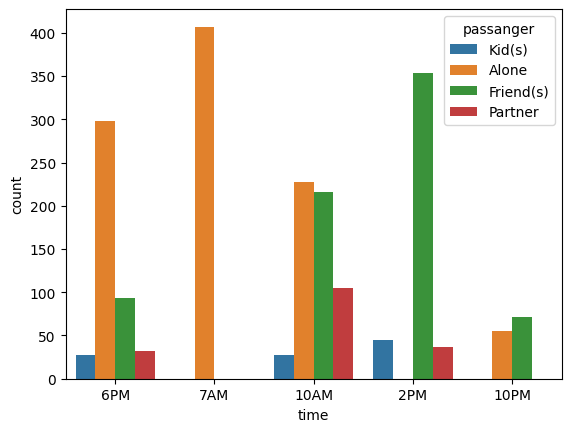 passanger
Kid(s)
Alone
Friend(s)
Partner
count
400
350
300
250
200
150
100
50
0
6PM 7AM 10AM 2PM 10PM
time